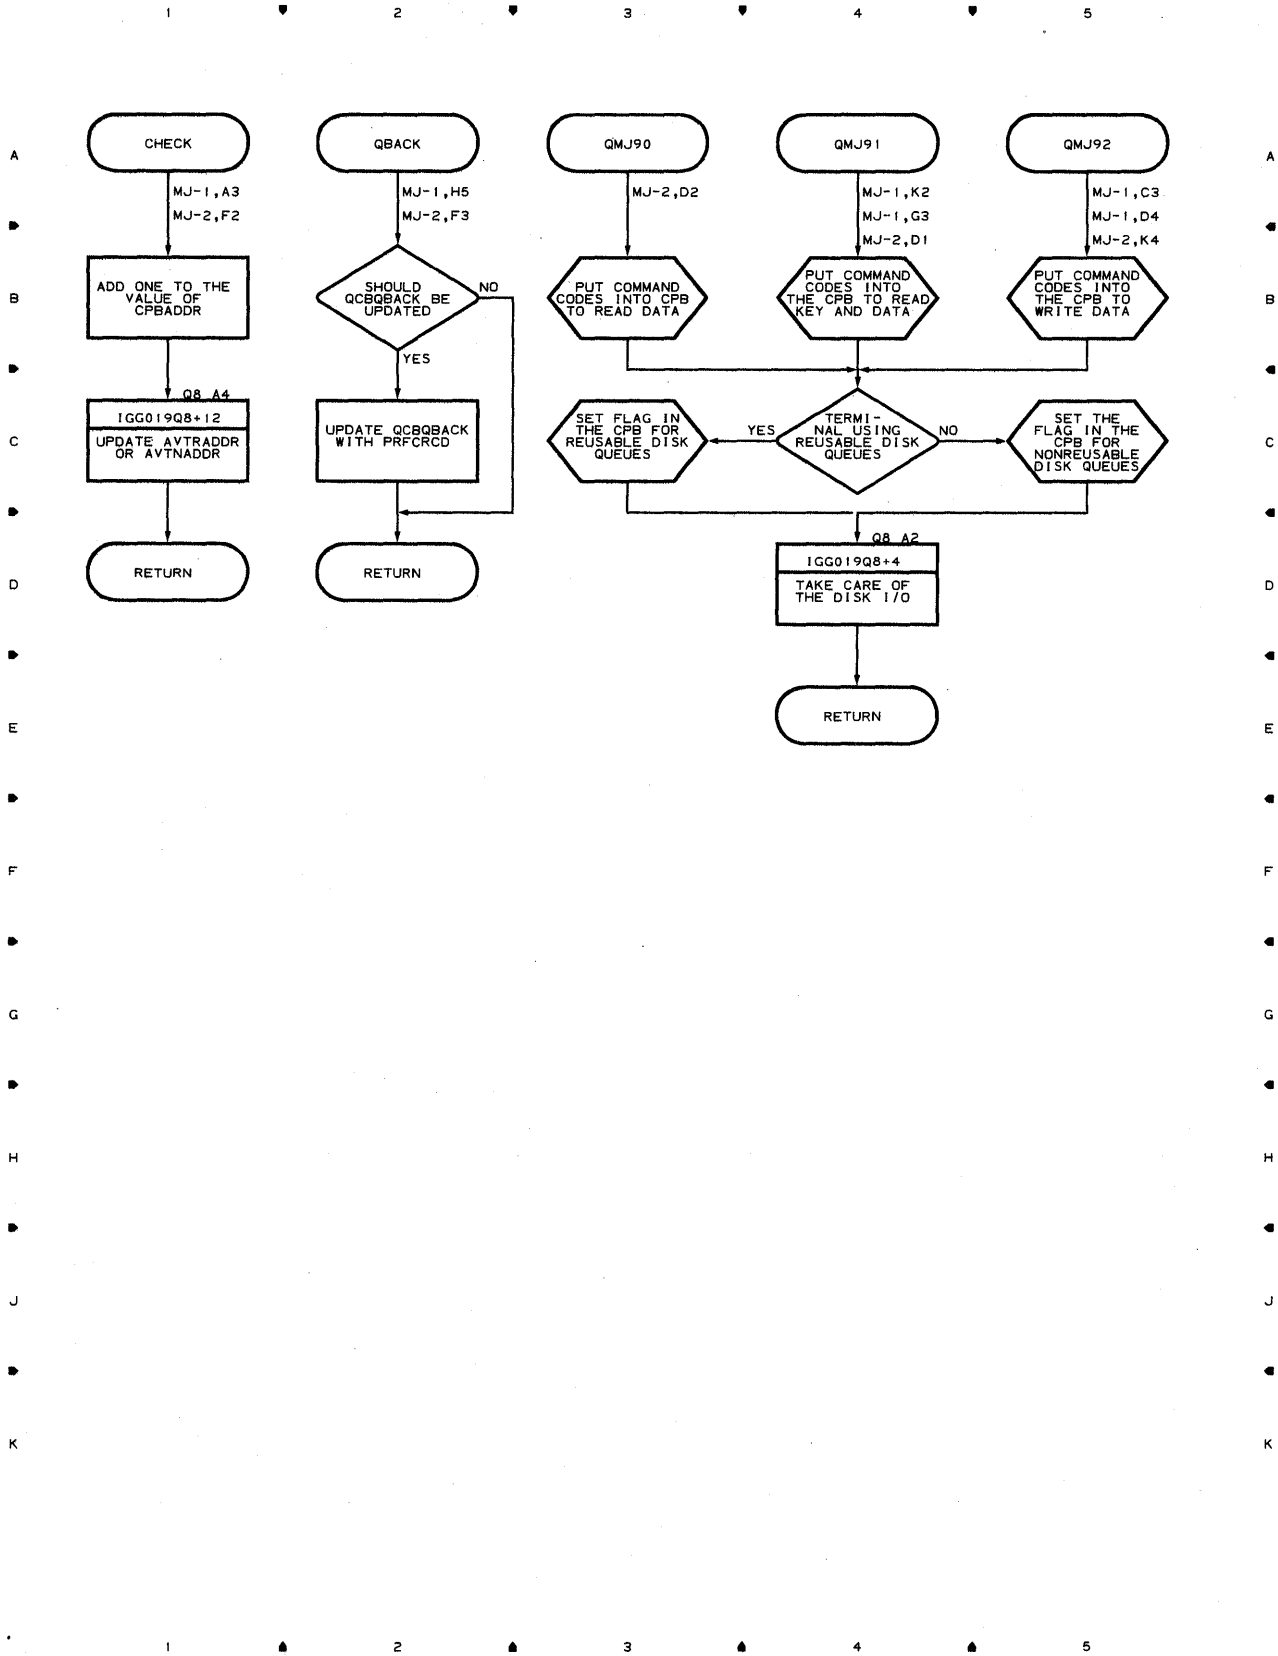 1 2 3 4 5
A A
CHECK
MJ-1,A3
MJ-2,F2
ADD ONE TO THE
VALUE OF
CPBADDR
Q8 A4
IGG019Q8+12
UPDATE AVTRADDR
OR AVTNADDR
RETURN
QBACK
MJ-1,H5
MJ-2,F3
SHOULD
QCBQBACK BE
UPDATED
NO
YES
UPDATE QCBQBACK
WITH PRFCRCD
RETURN
QMJ90
MJ-2,D2
PUT COMMAND
CODES INTO CPB
TO READ DATA
QMJ91
MJ-1,K2
MJ-1,G3
MJ-2,D1
PUT COMMAND
CODES INTO
THE CPB TO READ
KEY AND DATA
QMJ92
MJ-1,C3
MJ-1,D4
MJ-2,K4
PUT COMMAND
CODES INTO
THE CPB TO
WRITE DATA
SET FLAG IN
THE CPB FOR
REUSABLE DISK
QUEUES
YES
TERMI-
NAL USING
REUSABLE DISK
QUEUES
NO
SET THE
FLAG IN THE
CPB FOR
NONREUSABLE
DISK QUEUES
Q8 A2
IGG019Q8+4
TAKE CARE OF
THE DISK I/O
RETURN
B B
C C
D D
E E
F F
G G
H H
J J
K K
1 2 3 4 5